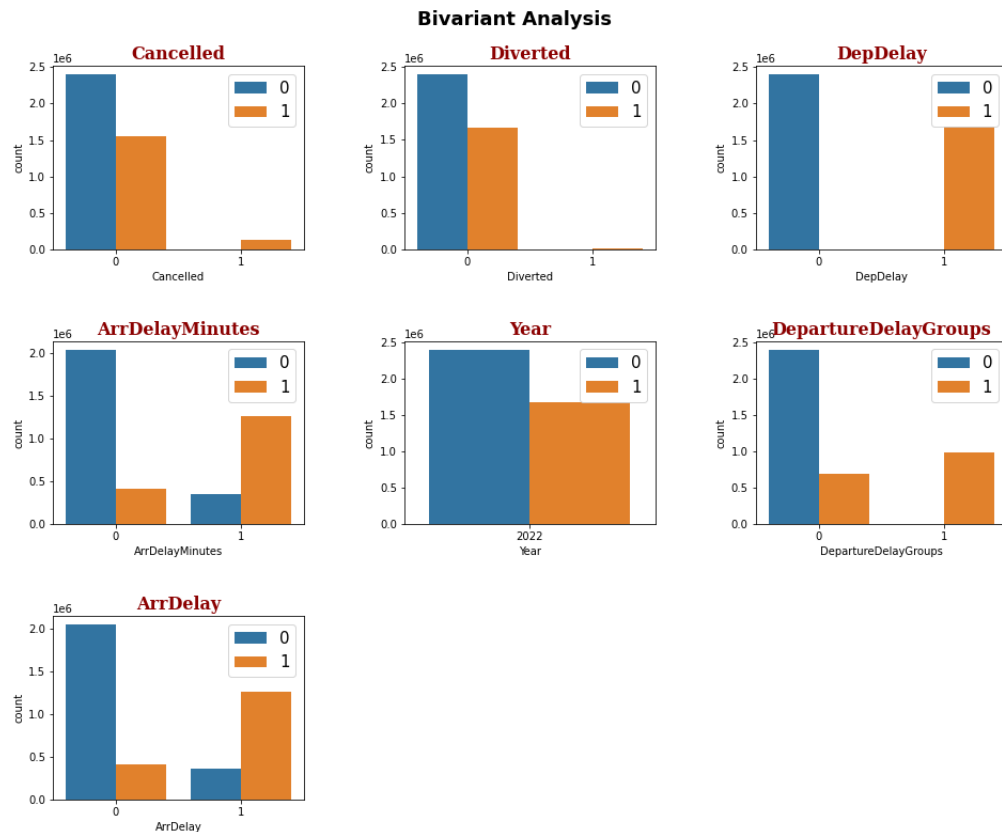 Bivariant Analysis
Cancelled
1e6
2.5
2.0
1.5
1.0
0.5
0.0
count
0
1
0
1
Cancelled
Diverted
1e6
2.5
2.0
1.5
1.0
0.5
0.0
count
0
1
0
1
Diverted
DepDelay
1e6
2.5
2.0
1.5
1.0
0.5
0.0
count
0
1
0
1
DepDelay
ArrDelayMinutes
1e6
2.0
1.5
1.0
0.5
0.0
count
0
1
0
1
ArrDelayMinutes
Year
1e6
2.5
2.0
1.5
1.0
0.5
0.0
count
0
1
2022
Year
DepartureDelayGroups
1e6
2.5
2.0
1.5
1.0
0.5
0.0
count
0
1
0
1
DepartureDelayGroups
ArrDelay
1e6
2.0
1.5
1.0
0.5
0.0
count
0
1
0
1
ArrDelay